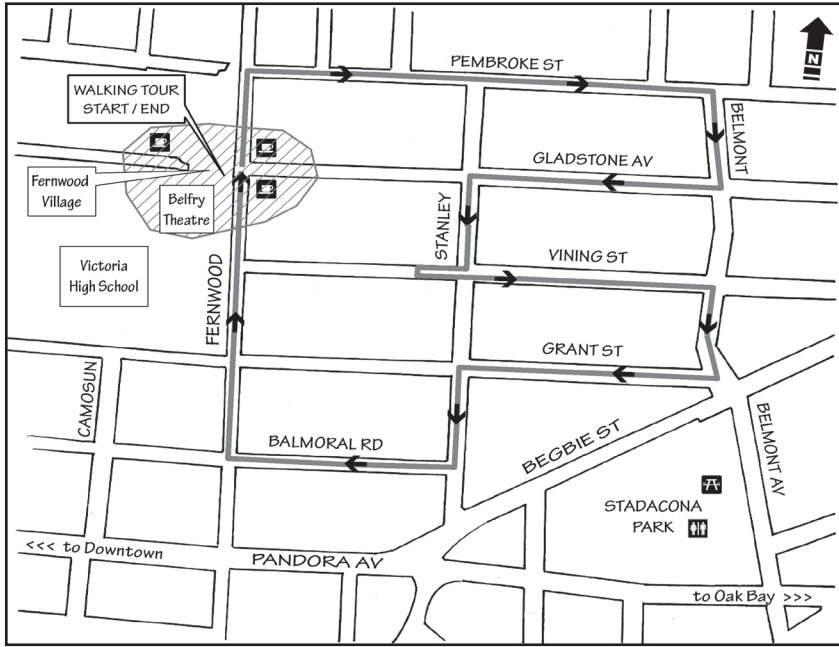 PEMBROKE ST
N
WALKING TOUR
START / END
BELMONT
GLADSTONE AV
Fernwood
Village
Belfry
Theatre
STANLEY
VINING ST
Victoria
High School
FERNWOOD
GRANT ST
CAMOSUN
BALMORAL RD
BEGBIE ST
BELMONT AV
STADACONA
PARK
<<< to Downtown
PANDORA AV
to Oak Bay >>>